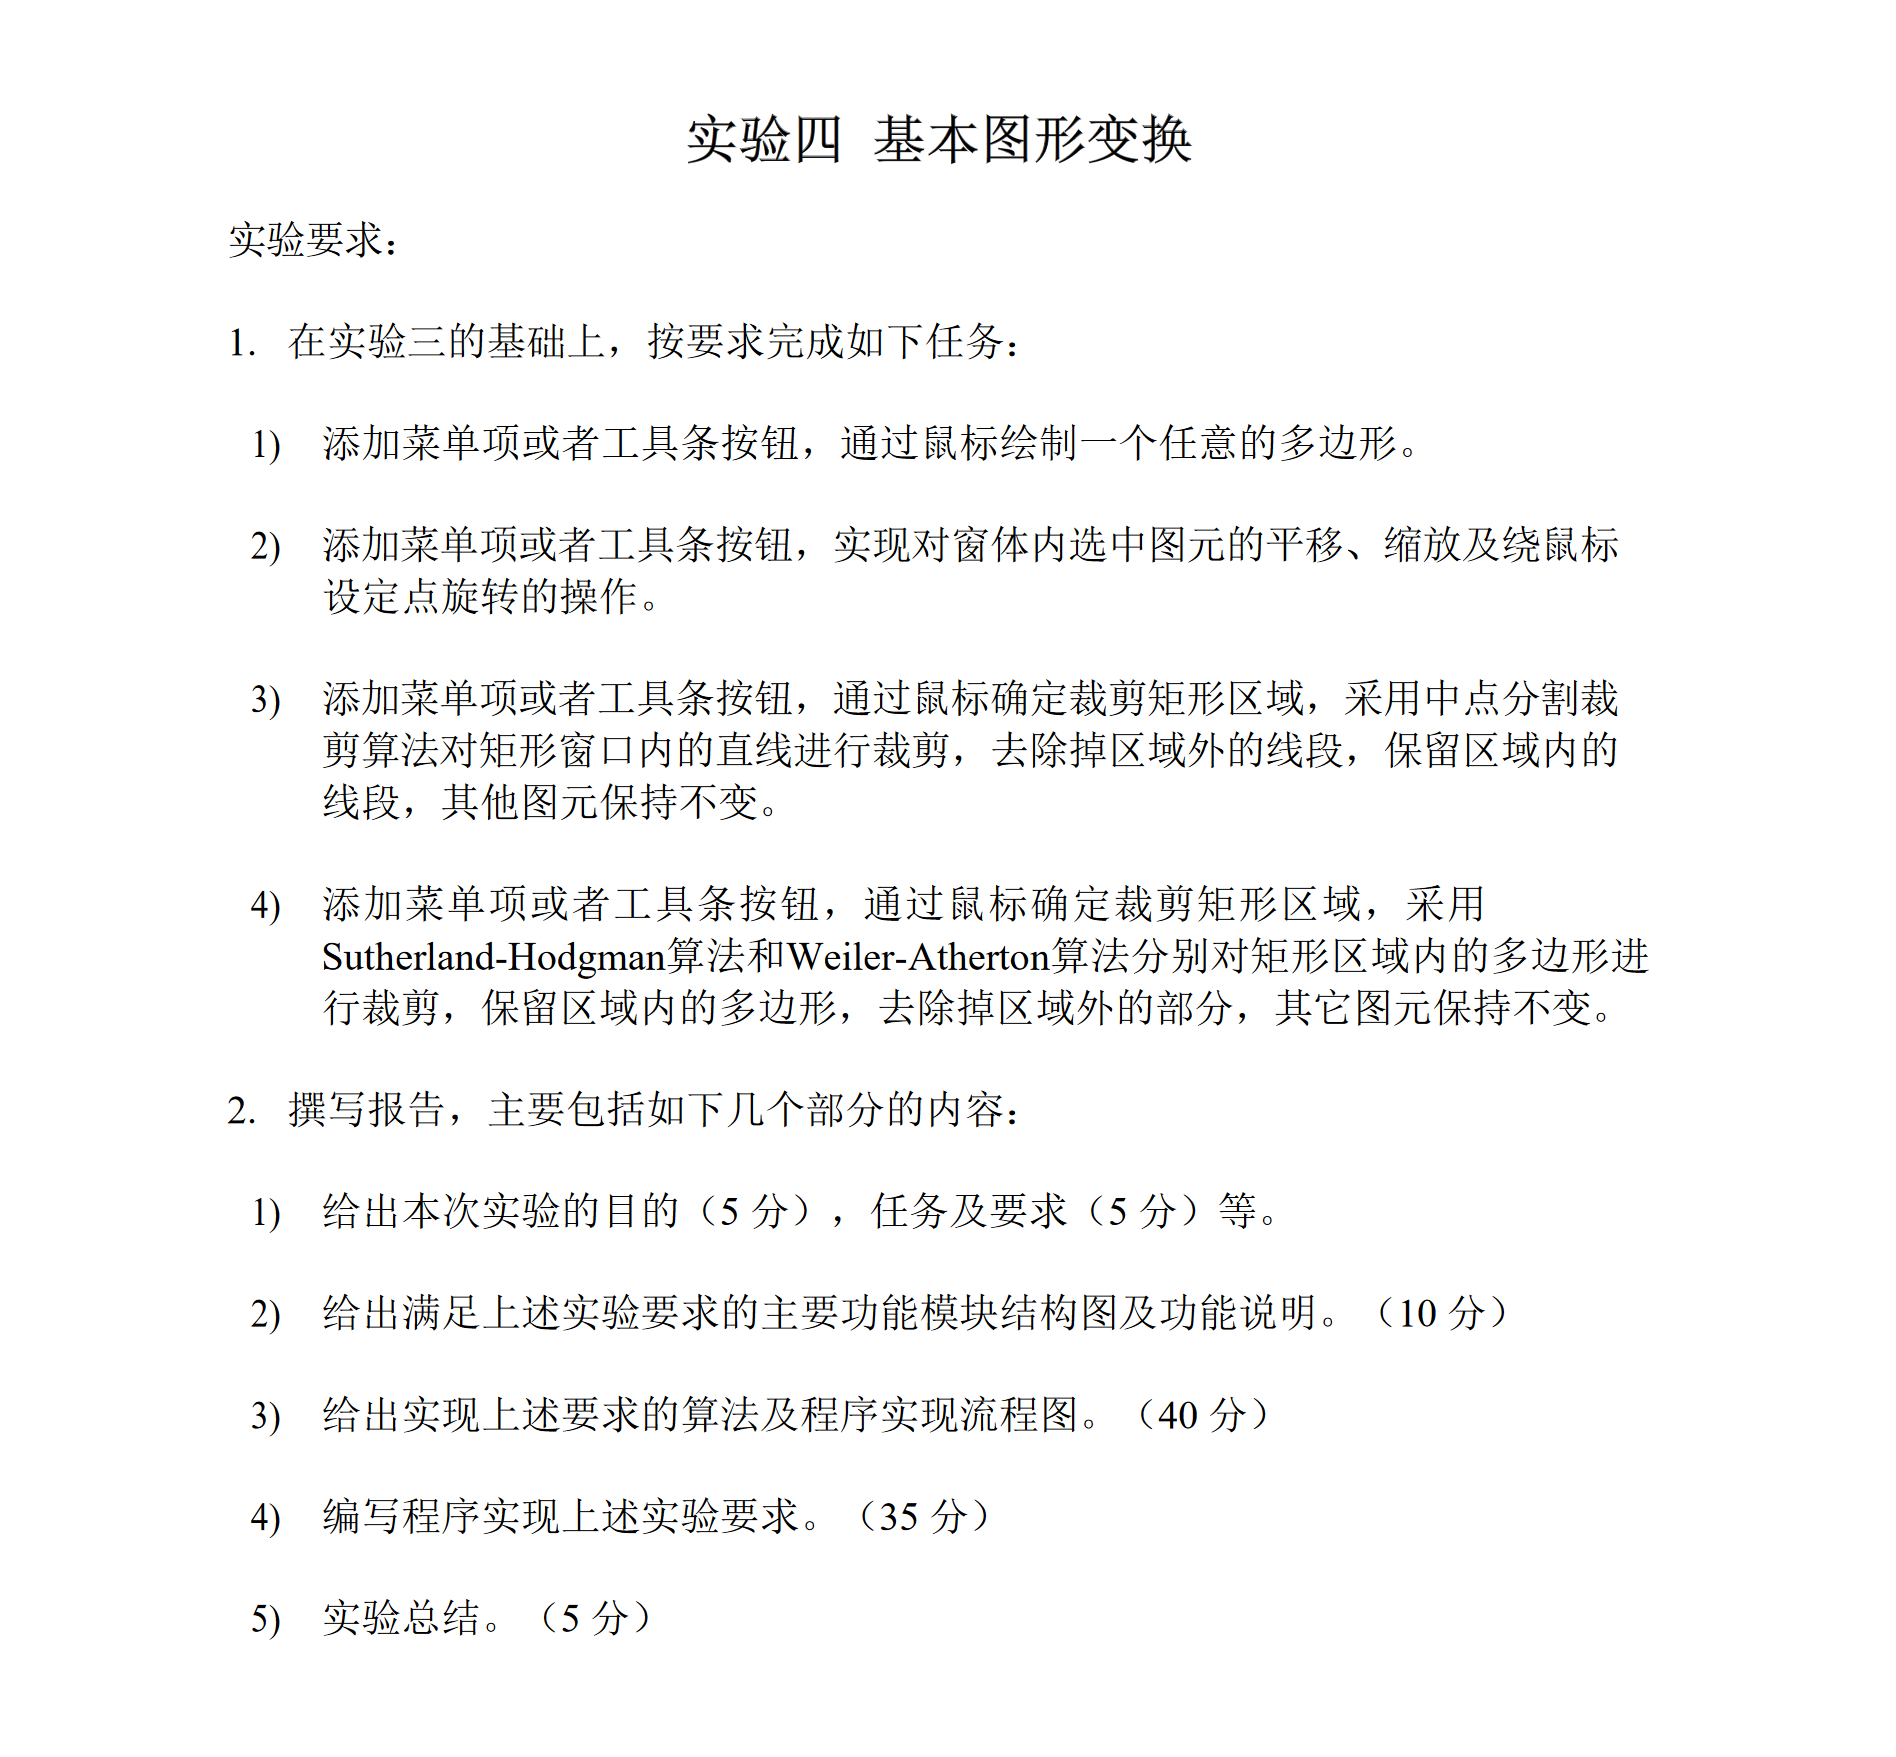 实验四 基本图形变换
实验要求：
1. 在实验三的基础上，按要求完成如下任务：
1) 添加菜单项或者工具条按钮，通过鼠标绘制一个任意的多边形。
2) 添加菜单项或者工具条按钮，实现对窗体内选中图元的平移、缩放及绕鼠标
设定点旋转的操作。
3) 添加菜单项或者工具条按钮，通过鼠标确定裁剪矩形区域，采用中点分割裁
剪算法对矩形窗口内的直线进行裁剪，去除掉区域外的线段，保留区域内的
线段，其他图元保持不变。
4) 添加菜单项或者工具条按钮，通过鼠标确定裁剪矩形区域，采用
Sutherland-Hodgman算法和Weiler-Atherton算法分别对矩形区域内的多边形进
行裁剪，保留区域内的多边形，去除掉区域外的部分，其它图元保持不变。
2. 撰写报告，主要包括如下几个部分的内容：
1) 给出本次实验的目的（5 分），任务及要求（5 分）等。
2) 给出满足上述实验要求的主要功能模块结构图及功能说明。（10 分）
3) 给出实现上述要求的算法及程序实现流程图。（40 分）
4) 编写程序实现上述实验要求。（35 分）
5) 实验总结。（5 分）